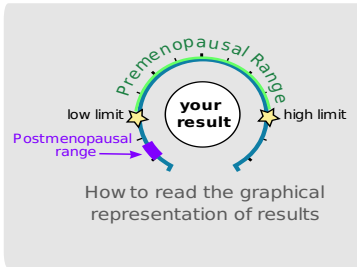 Premenopausal Range
your
result
low limit
high limit
Postmenopausal
range
How to read the graphical
representation of results